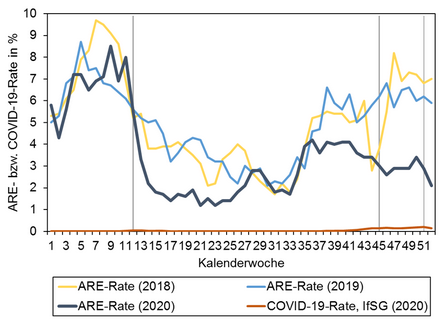 ARE- bzw. COVID-19-Rate in %
10
9
8
7
6
5
4
3
2
1
0
1 3 5 7 9 11 13 15 17 19 21 23 25 27 29 31 33 35 37 39 41 43 45 47 49 51
Kalenderwoche
ARE-Rate (2018) ARE-Rate (2019)
ARE-Rate (2020) COVID-19-Rate, IfSG (2020)